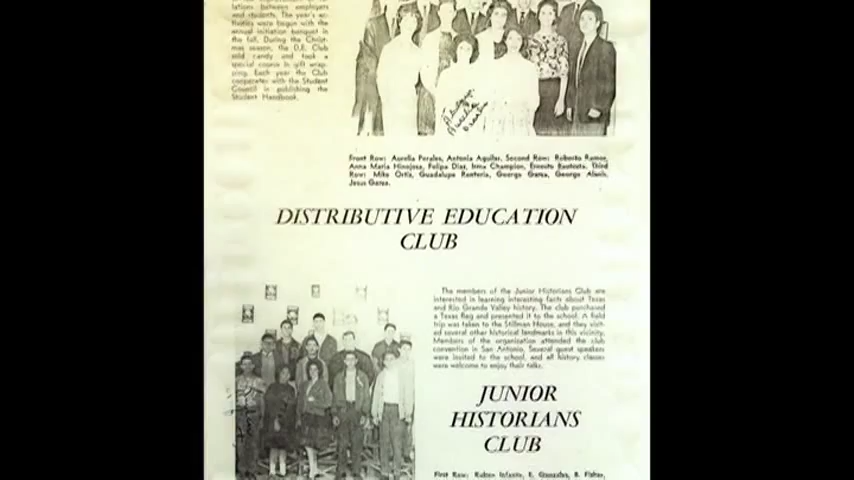 lations between employers
and students. The year's ac-
tivities were begun with the
annual initiation banquet in
the fall. During the Christ-
mas season, the D.E. Club
sold candy and took a
special course in gift wrap-
ping. Each year the Club
cooperates with the Student
Council in publishing the
Student Handbook.
Front Row: Aurelia Perales, Antonia Aguilar, Second Row: Roberto Ramos,
Anna Maria Hinojosa, Felipa Diaz, Irma Champion, Ernesto Third
Row: Mike Ortiz, Guadalupe Renteria, George Garza, George Alanis,
Jesus Garza.
DISTRIBUTIVE EDUCATION
CLUB
The members of the Junior Historians Club are
interested in learning interesting facts about Texas
and Rio Grande Valley history. The club purchased
a Texas flag and presented it to the school. A field
trip was taken to the Stillman House, and they visit-
ed several other historical landmarks in this vicinity.
Members of the organization attended the club
convention in San Antonio. Several guest speakers
were invited to the school, and all history classes
were welcome to enjoy their talks.
JUNIOR
HISTORIANS
CLUB
First Row: Ruben Infante, E. Gonzales, B. Fisher,